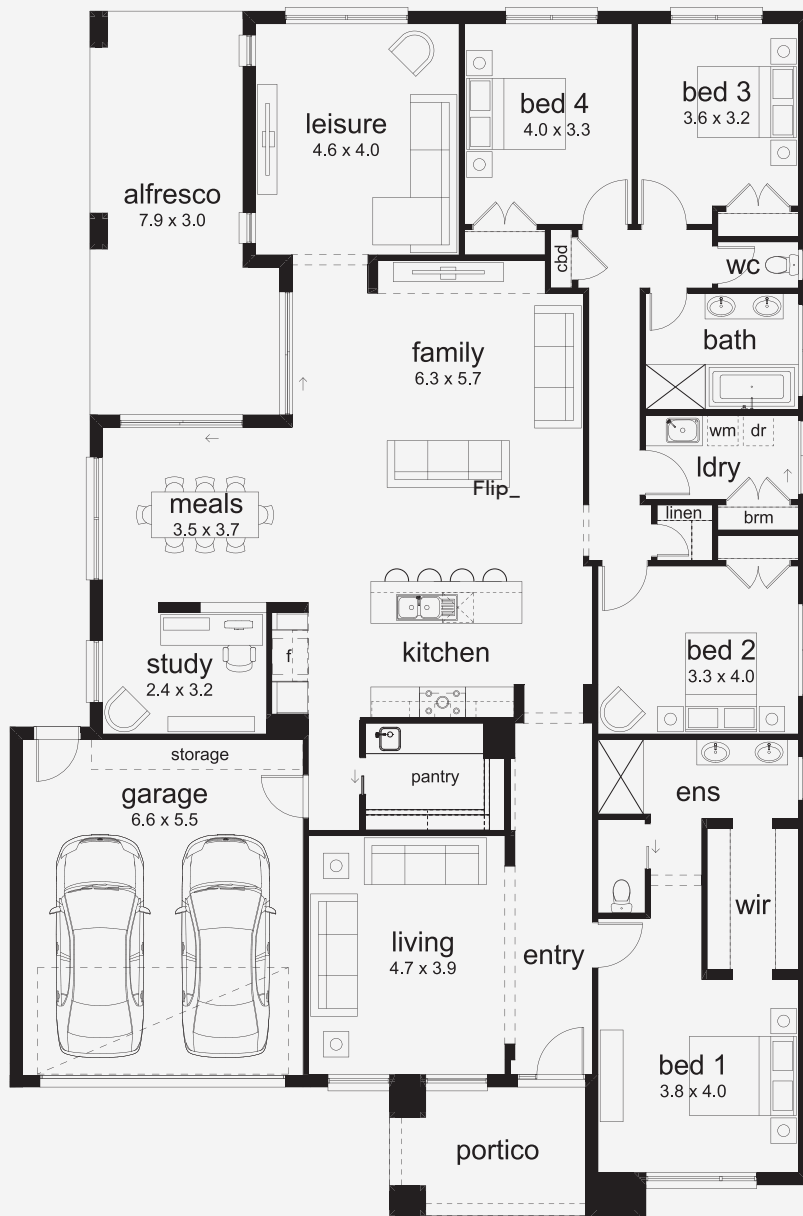 leisure
4.6 x 4.0
bed 4
4.0 x 3.3
bed 3
3.6 x 3.2
alfresco
7.9 x 3.0
cbd
wc
family
6.3 x 5.7
bath
wm
dr
ldry
Flip_
meals
3.5 x 3.7
linen
brm
kitchen
study
2.4 x 3.2
f
bed 2
3.3 x 4.0
storage
garage
6.6 x 5.5
pantry
ens
wir
living
4.7 x 3.9
entry
bed 1
3.8 x 4.0
portico